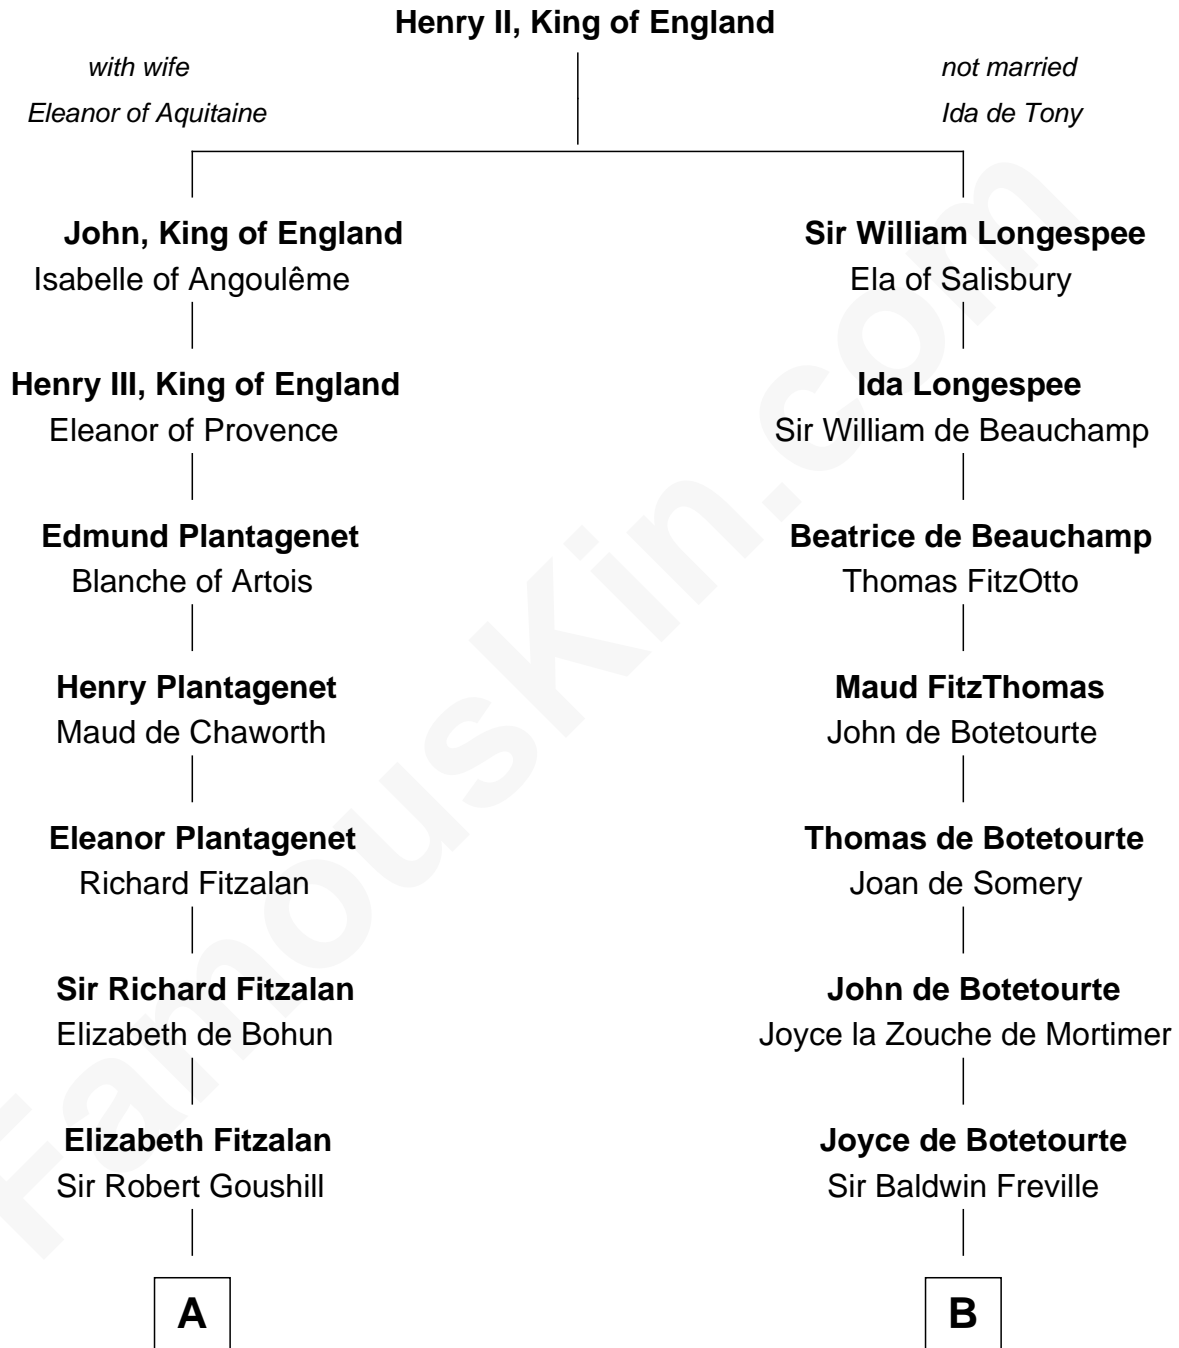 Henry II, King of England
with wife
Eleanor of Aquitaine
not married
Ida de Tony
John, King of England
Isabelle of Angoulême
Sir William Longespee
Ela of Salisbury
Henry III, King of England
Eleanor of Provence
Ida Longespee
Sir William de Beauchamp
Edmund Plantagenet
Blanche of Artois
Beatrice de Beauchamp
Thomas FitzOtto
Henry Plantagenet
Maud de Chaworth
Maud FitzThomas
John de Botetourte
Eleanor Plantagenet
Richard Fitzalan
Thomas de Botetourte
Joan de Somery
Sir Richard Fitzalan
Elizabeth de Bohun
John de Botetourte
Joyce la Zouche de Mortimer
Elizabeth Fitzalan
Sir Robert Goushill
Joyce de Botetourte
Sir Baldwin Freville
A
B
FamousKin.com